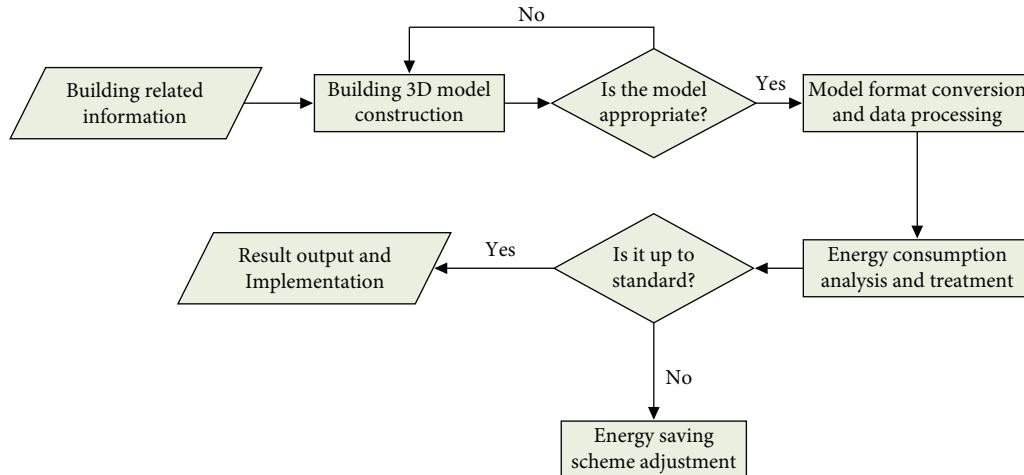 No
Building related
information
Building 3D model
construction
Is the model
appropriate?
Yes
Model format conversion
and data processing
Result output and
Implementation
Yes
Is it up to
standard?
Energy consumption
analysis and treatment
No
Energy saving
scheme adjustment